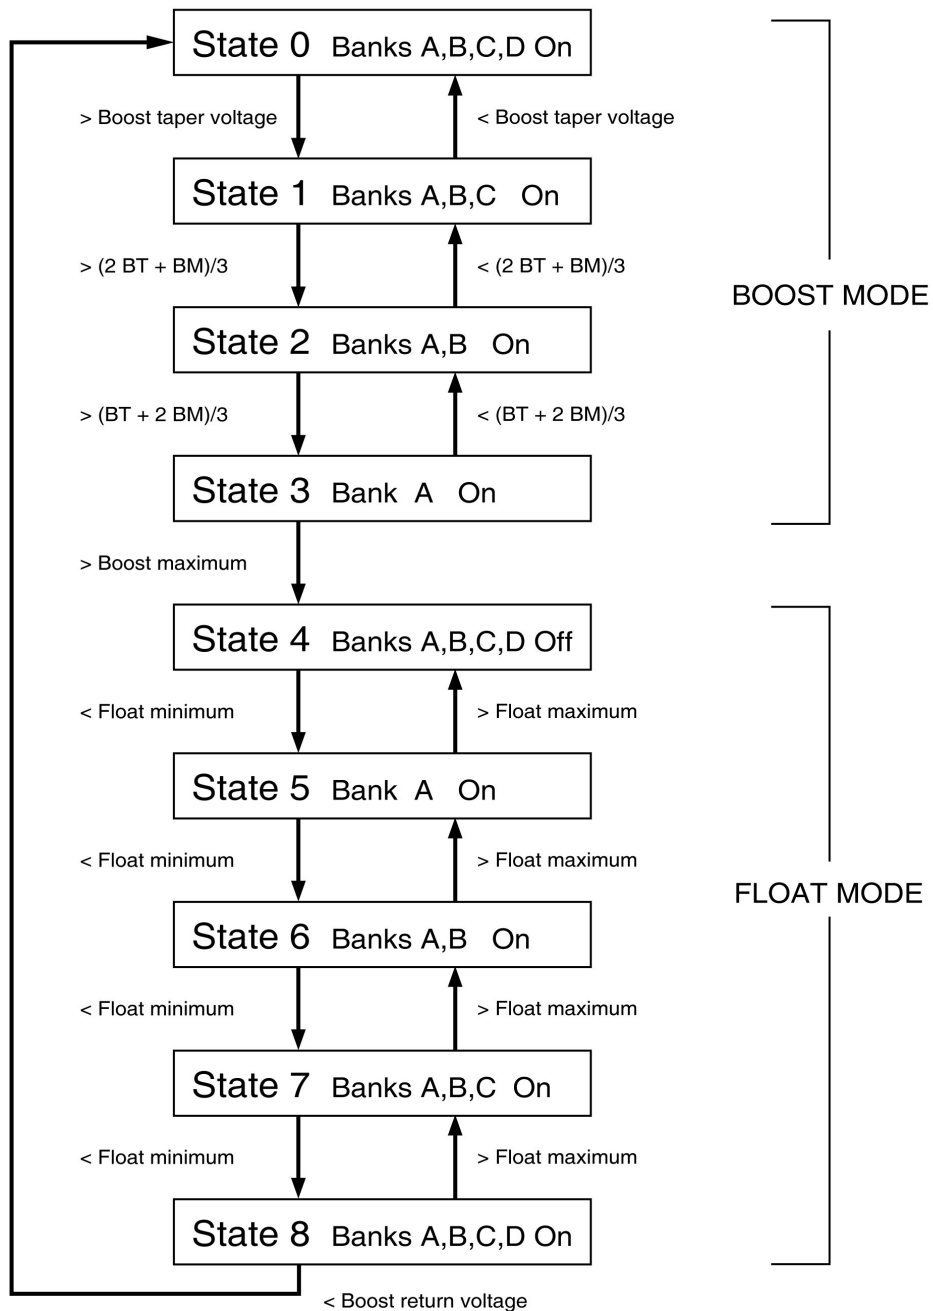 State 0 Banks A,B,C,D On
> Boost taper voltage
< Boost taper voltage
State 1 Banks A,B,C On
> (2 BT + BM)/3
< (2 BT + BM)/3
BOOST MODE
State 2 Banks A,B On
> (BT + 2 BM)/3
< (BT + 2 BM)/3
State 3 Bank A On
> Boost maximum
State 4 Banks A,B,C,D Off
< Float minimum
> Float maximum
State 5 Bank A On
< Float minimum
> Float maximum
FLOAT MODE
State 6 Banks A,B On
< Float minimum
> Float maximum
State 7 Banks A,B,C On
< Float minimum
> Float maximum
State 8 Banks A,B,C,D On
< Boost return voltage